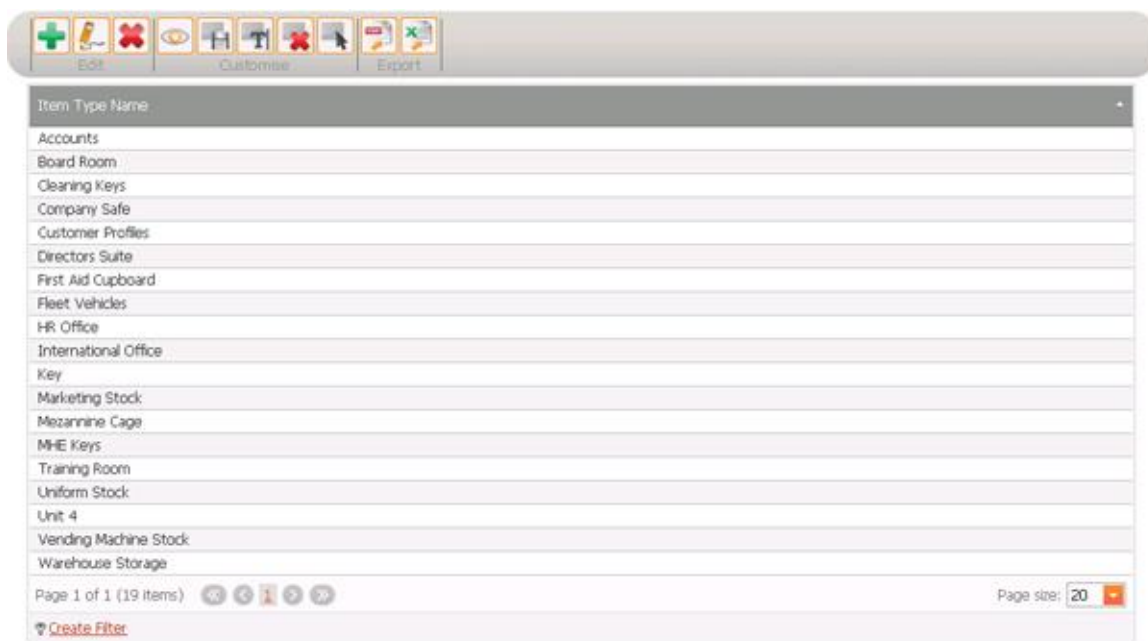 Edit Customise Export
Item Type Name
Accounts
Board Room
Cleaning Keys
Company Safe
Customer Profiles
Directors Suite
First Aid Cupboard
Fleet Vehicles
HR Office
International Office
Key
Marketing Stock
Mezannine Cage
MHE Keys
Training Room
Uniform Stock
Unit 4
Vending Machine Stock
Warehouse Storage
Page 1 of 1 (19 items) 1 Page size: 20
Create Filter